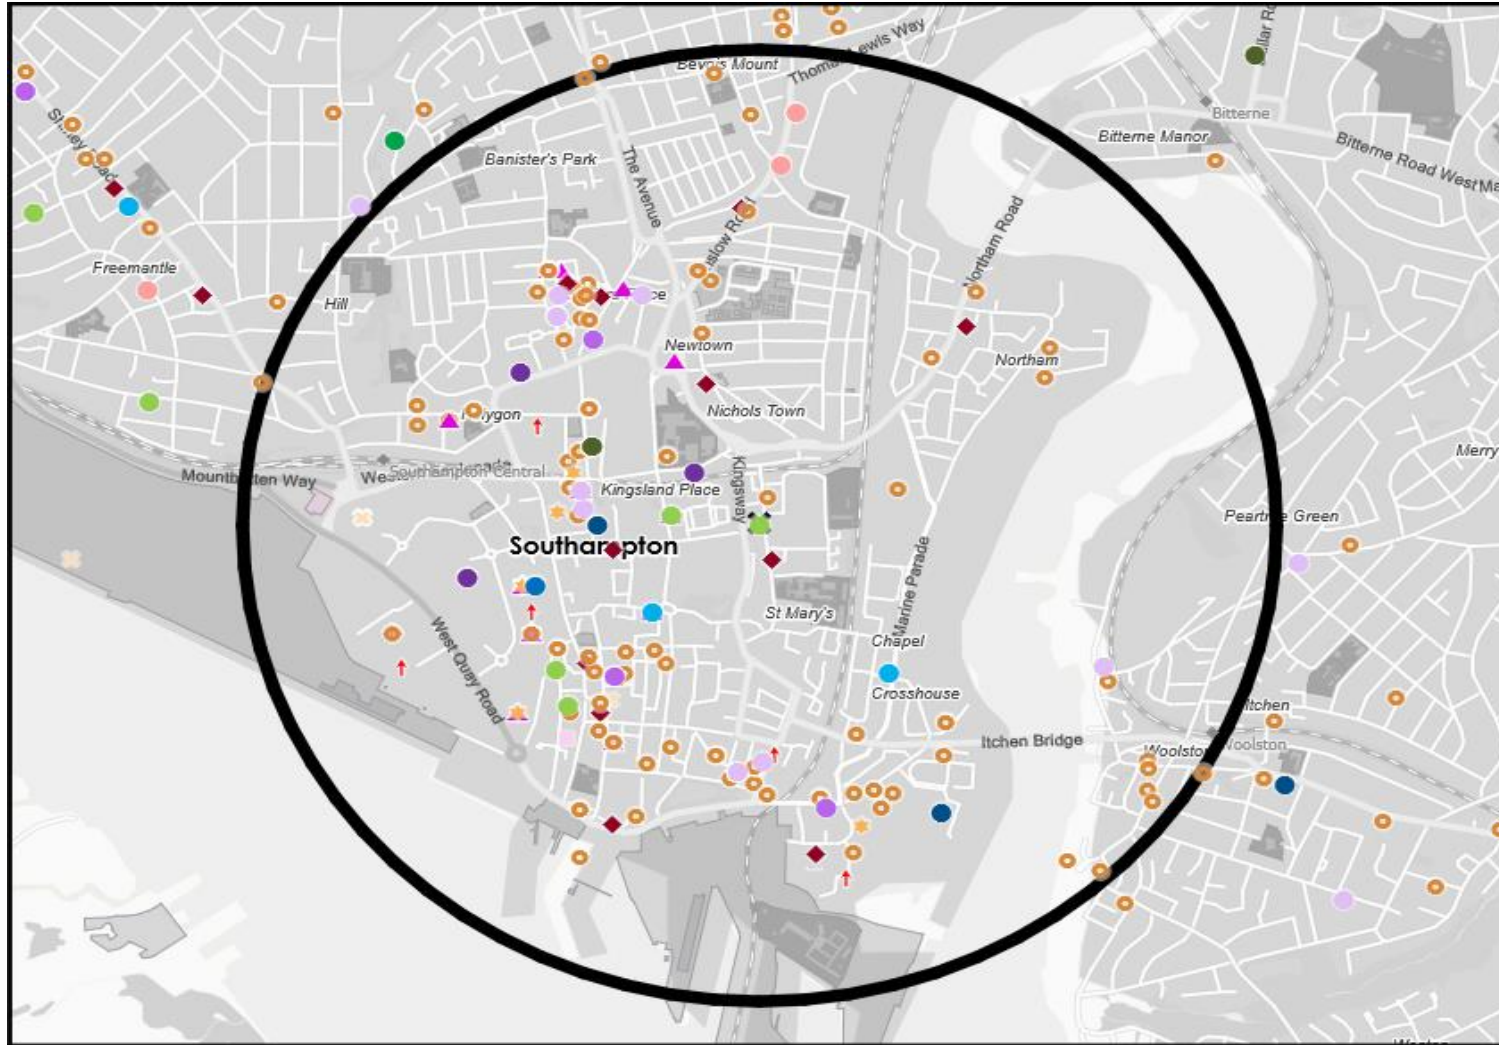 Thomas Lewis Way
Bevois Mount
Bitterne
Bitterne Manor
Bitterne Road West
Banister's Park
The Avenue
Northam Road
Freemantle
Hill
Newtown
Northam
Nichols Town
Merry
Southampton Central
Mountbatten Way
Kingsland Place
Kingsway
Peartree Green
Southampton
St Mary's
Marine Parade
Chapel
West Quay Road
Crosshouse
Itchen
Itchen Bridge
Woolston
Woolston